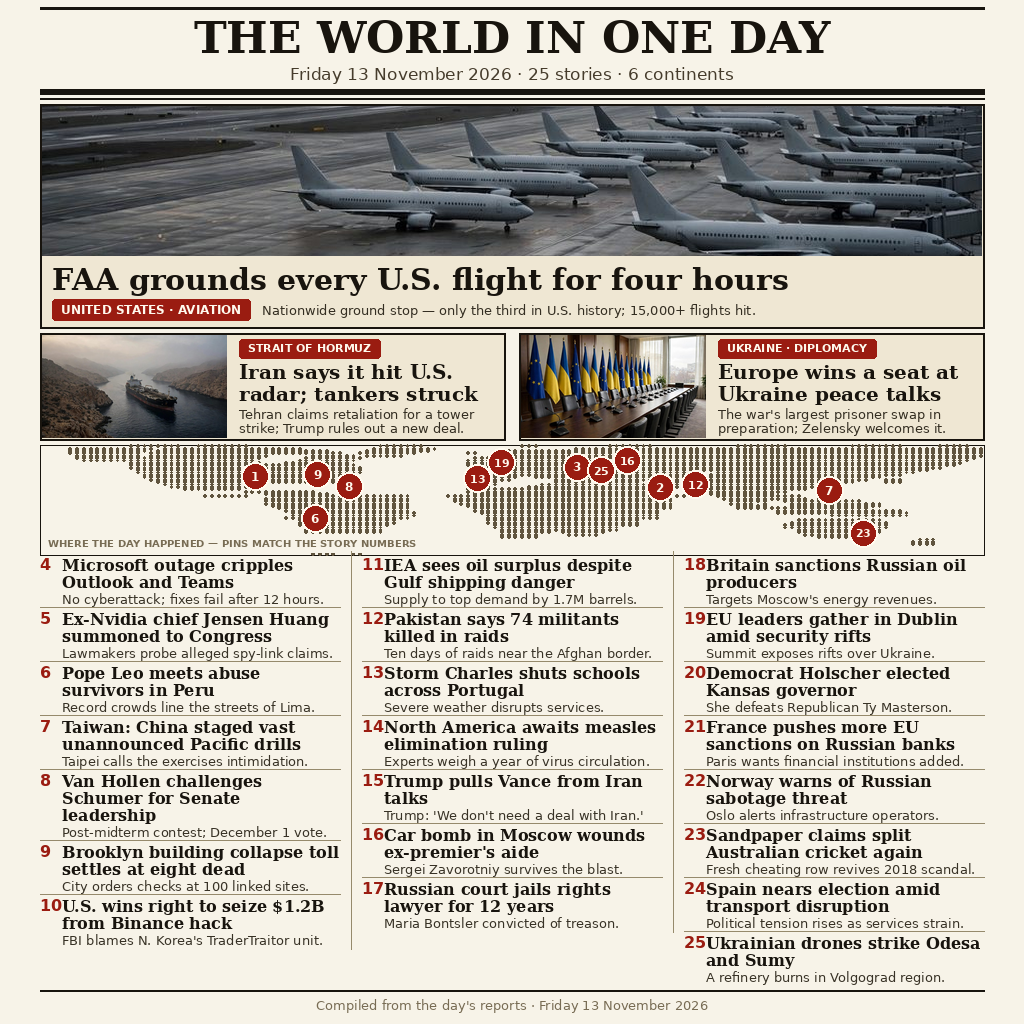 THE WORLD IN ONE DAY
Friday 13 November 2026 · 25 stories · 6 continents
FAA grounds every U.S. flight for four hours
UNITED STATES · AVIATION
Nationwide ground stop — only the third in U.S. history; 15,000+ flights hit.
STRAIT OF HORMUZ
Iran says it hit U.S.
radar; tankers struck
Tehran claims retaliation for a tower
strike; Trump rules out a new deal.
UKRAINE · DIPLOMACY
Europe wins a seat at
Ukraine peace talks
The war's largest prisoner swap in
preparation; Zelensky welcomes it.
1
9
8
6
13
19
3
25
16
2
12
7
23
WHERE THE DAY HAPPENED — PINS MATCH THE STORY NUMBERS
4 Microsoft outage cripples
Outlook and Teams
No cyberattack; fixes fail after 12 hours.
5 Ex-Nvidia chief Jensen Huang
summoned to Congress
Lawmakers probe alleged spy-link claims.
6 Pope Leo meets abuse
survivors in Peru
Record crowds line the streets of Lima.
7 Taiwan: China staged vast
unannounced Pacific drills
Taipei calls the exercises intimidation.
8 Van Hollen challenges
Schumer for Senate
leadership
Post-midterm contest; December 1 vote.
9 Brooklyn building collapse toll
settles at eight dead
City orders checks at 100 linked sites.
10 U.S. wins right to seize $1.2B
from Binance hack
FBI blames N. Korea's TraderTraitor unit.
11 IEA sees oil surplus despite
Gulf shipping danger
Supply to top demand by 1.7M barrels.
12 Pakistan says 74 militants
killed in raids
Ten days of raids near the Afghan border.
13 Storm Charles shuts schools
across Portugal
Severe weather disrupts services.
14 North America awaits measles
elimination ruling
Experts weigh a year of virus circulation.
15 Trump pulls Vance from Iran
talks
Trump: 'We don't need a deal with Iran.'
16 Car bomb in Moscow wounds
ex-premier's aide
Sergei Zavorotniy survives the blast.
17 Russian court jails rights
lawyer for 12 years
Maria Bontsler convicted of treason.
18 Britain sanctions Russian oil
producers
Targets Moscow's energy revenues.
19 EU leaders gather in Dublin
amid security rifts
Summit exposes rifts over Ukraine.
20 Democrat Holscher elected
Kansas governor
She defeats Republican Ty Masterson.
21 France pushes more EU
sanctions on Russian banks
Paris wants financial institutions added.
22 Norway warns of Russian
sabotage threat
Oslo alerts infrastructure operators.
23 Sandpaper claims split
Australian cricket again
Fresh cheating row revives 2018 scandal.
24 Spain nears election amid
transport disruption
Political tension rises as services strain.
25 Ukrainian drones strike Odesa
and Sumy
A refinery burns in Volgograd region.
Compiled from the day's reports · Friday 13 November 2026